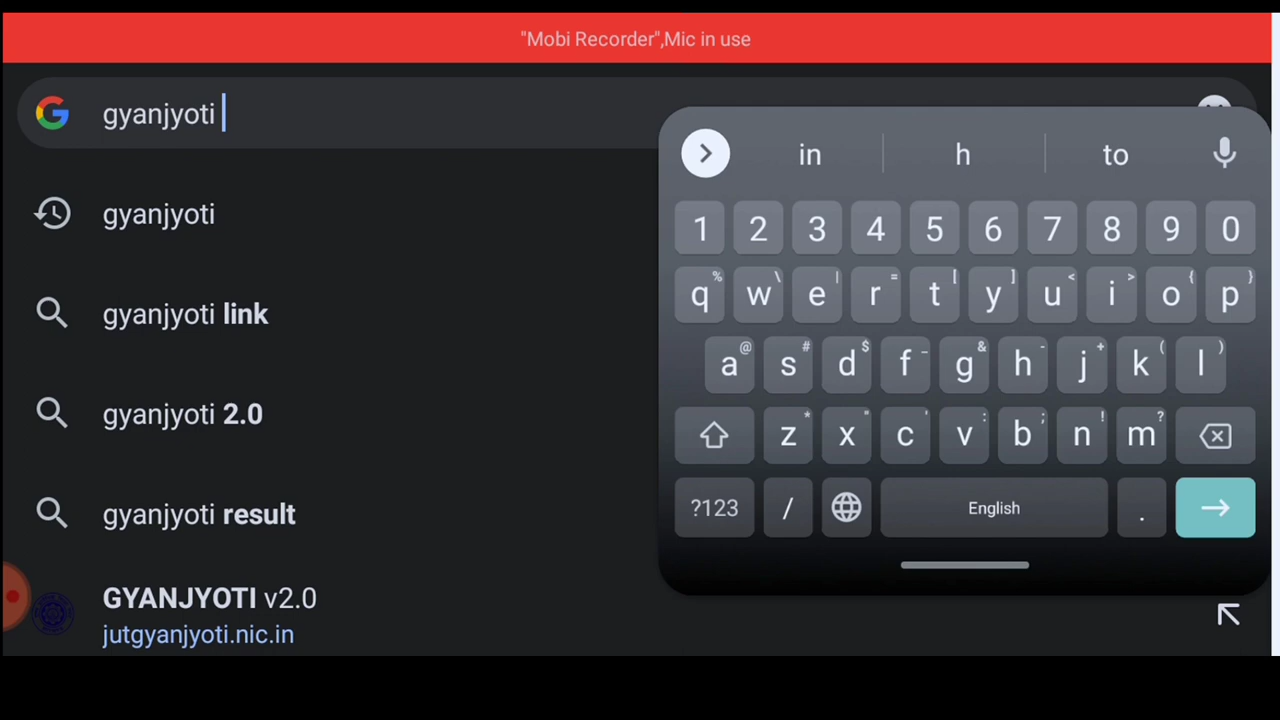 "Mobi Recorder",Mic in use
gyanjyoti
gyanjyoti
gyanjyoti link
gyanjyoti 2.0
gyanjyoti result
GYANJYOTI v2.0
jutgyanjyoti.nic.in
in h to
1 2 3 4 5 6 7 8 9 0
% \ | = [ ] < > { }
q w e r t y u i o p
@ # $ _ & - + ( )
a s d f g h j k l
* " ' : ; ! ?
z x c v b n m
?123 / English .